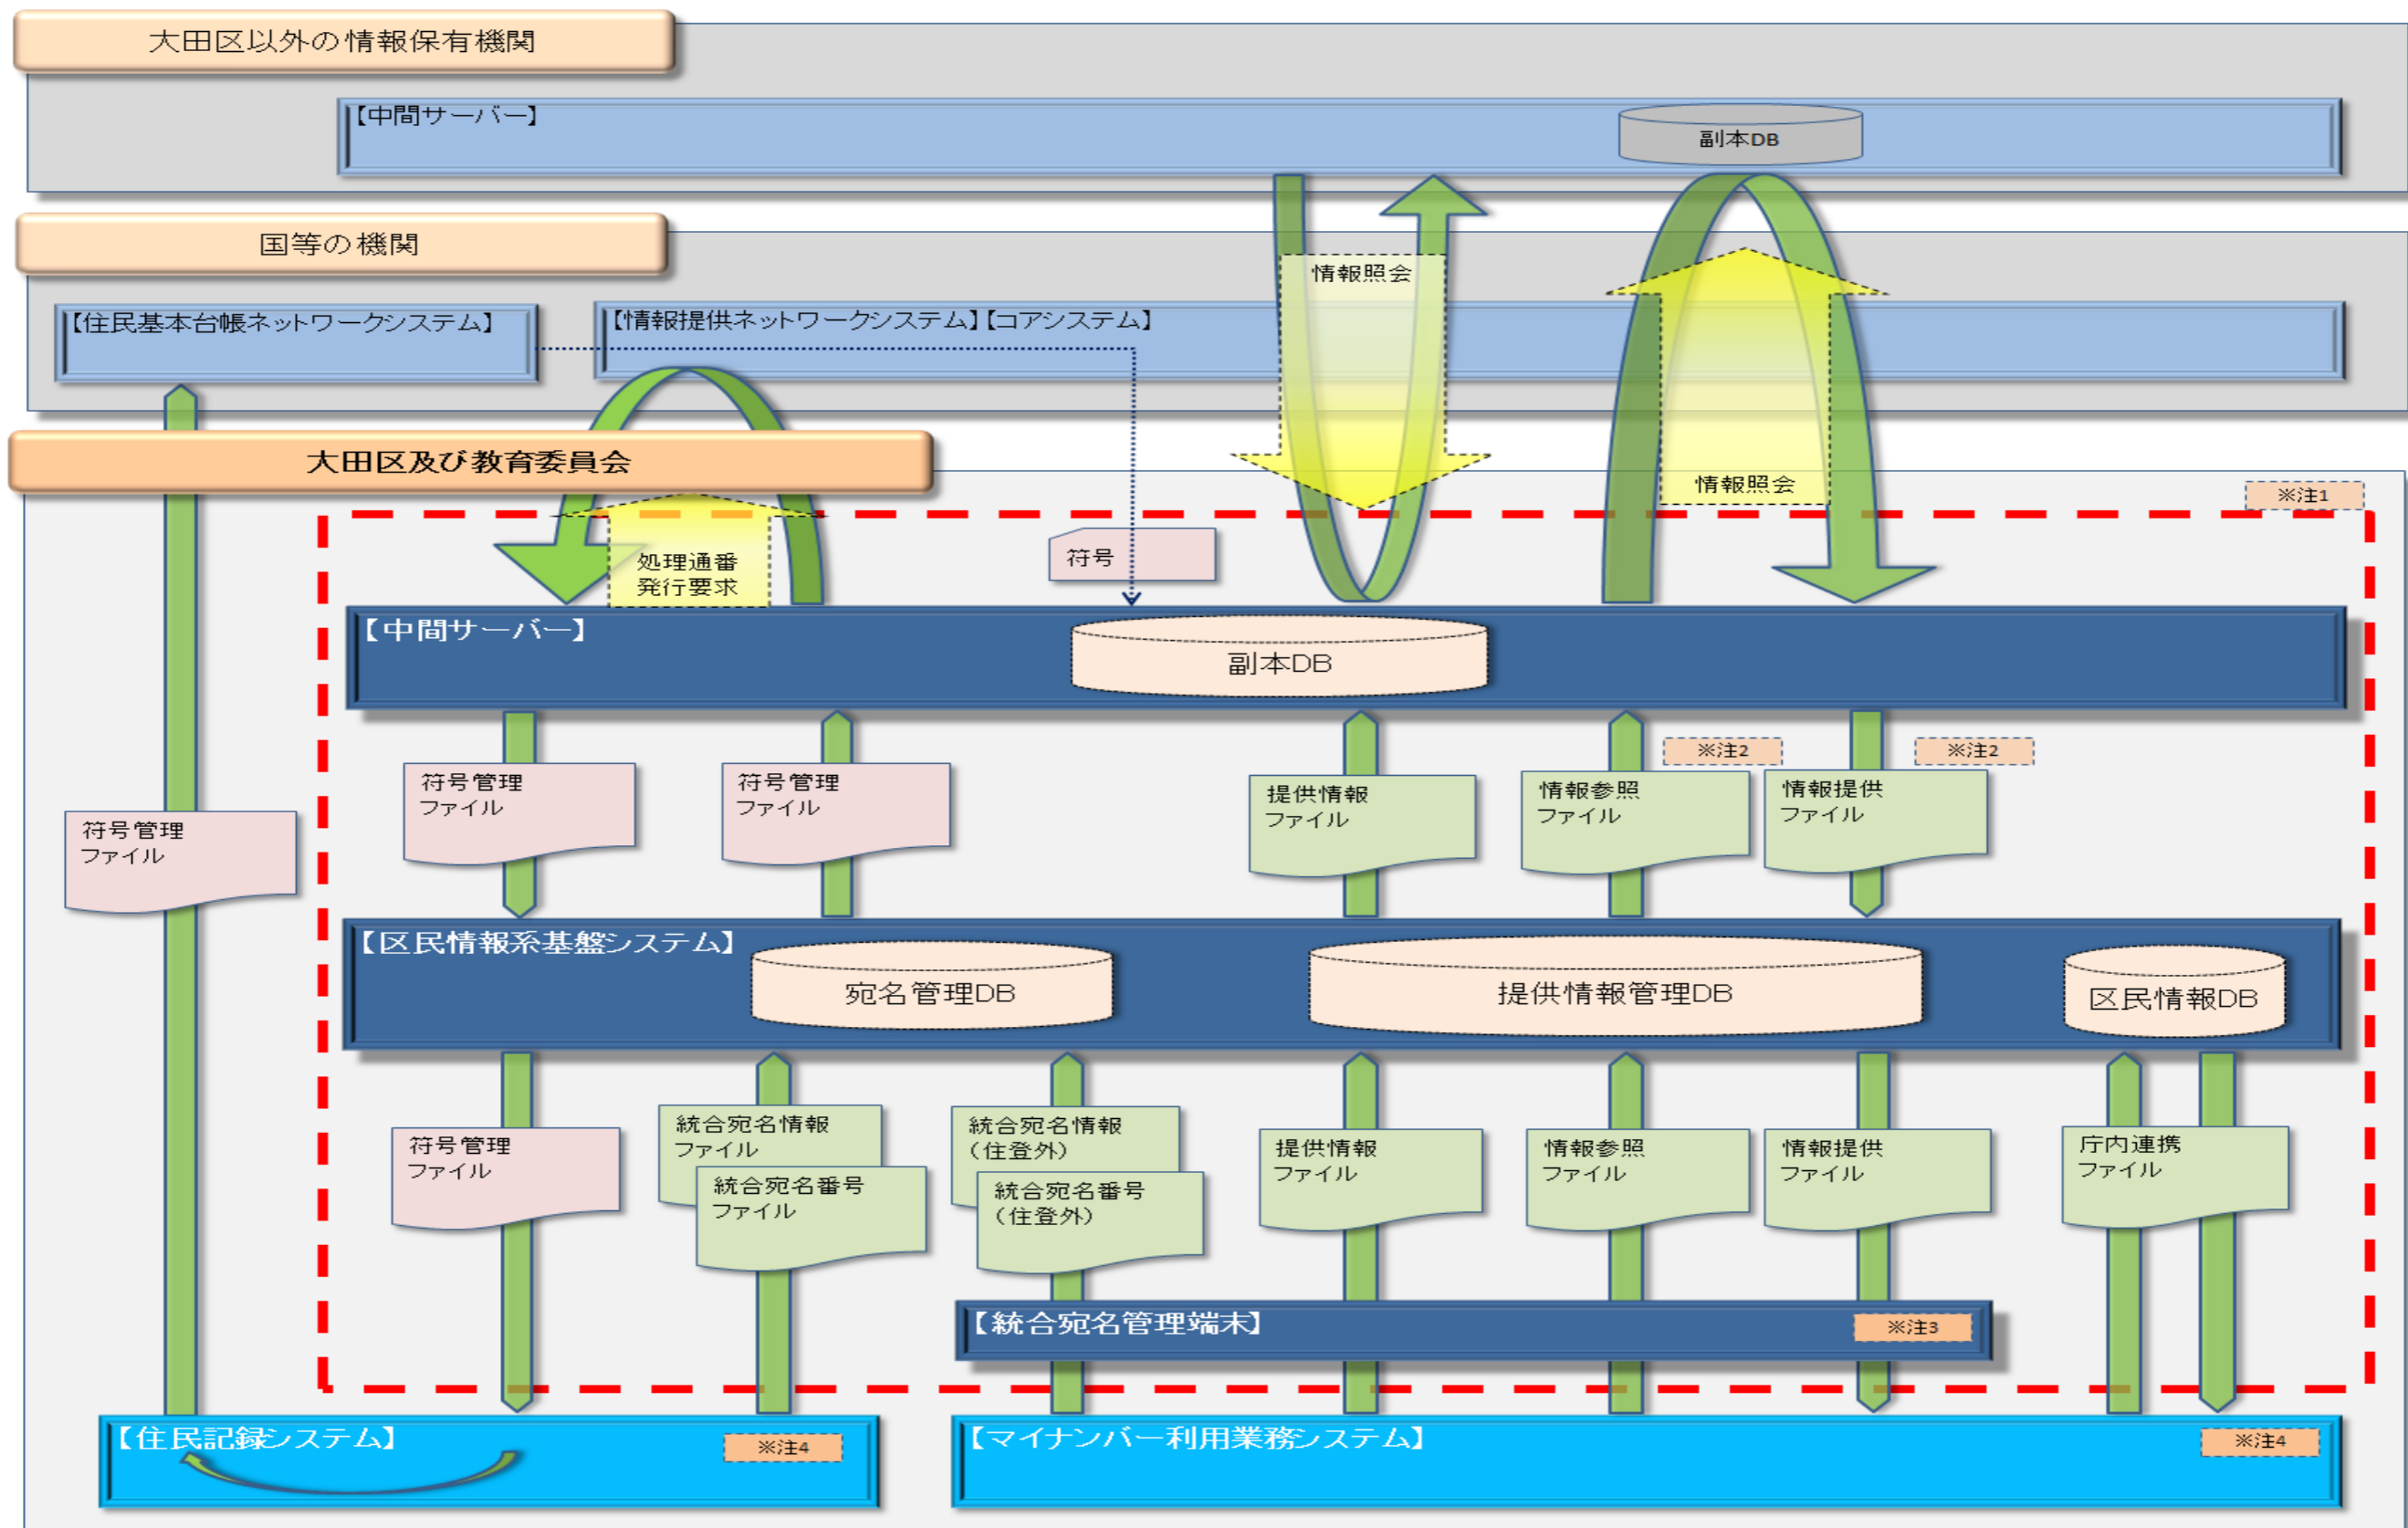 大田区以外の情報保有機関
【中間サーバー】
副本DB
国等の機関
【住民基本台帳ネットワークシステム】
【情報提供ネットワークシステム】【コアシステム】
情報照会
大田区及び教育委員会
情報照会
※注1
処理通番
発行要求
符号
【中間サーバー】
副本DB
※注2
※注2
符号管理
ファイル
符号管理
ファイル
符号管理
ファイル
提供情報
ファイル
情報参照
ファイル
情報提供
ファイル
【区民情報系基盤システム】
宛名管理DB
提供情報管理DB
区民情報DB
符号管理
ファイル
統合宛名情報
ファイル
統合宛名番号
ファイル
統合宛名情報
（住登外）
統合宛名番号
（住登外）
提供情報
ファイル
情報参照
ファイル
情報提供
ファイル
庁内連携
ファイル
【統合宛名管理端末】
※注3
【住民記録システム】
※注4
【マイナンバー利用業務システム】
※注4